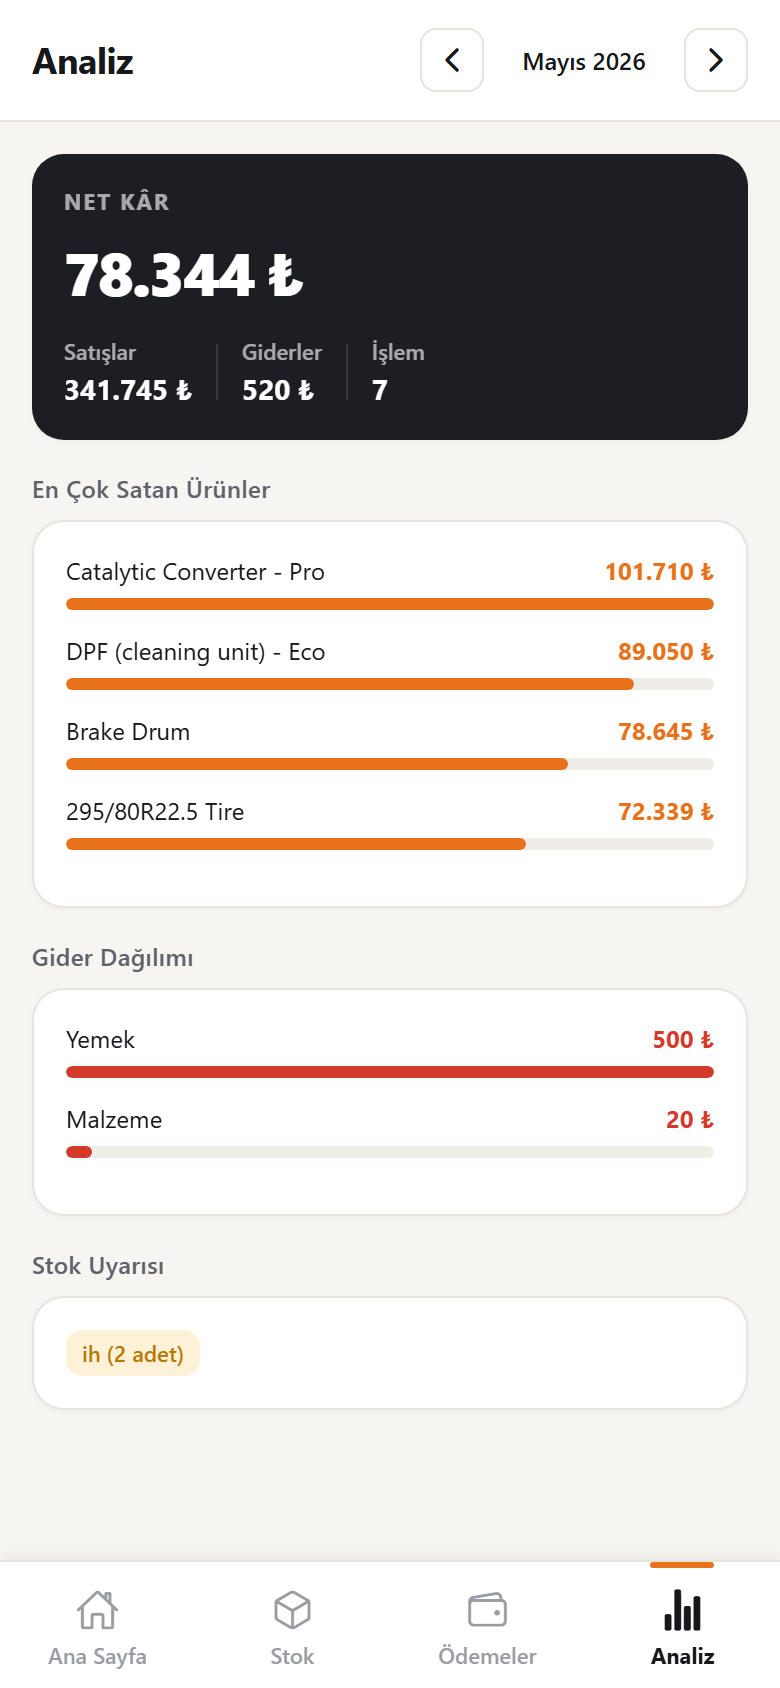 Analiz
Mayıs 2026
NET KÂR
78.344 ₺
Satışlar Giderler İşlem
341.745 ₺ 520 ₺ 7
En Çok Satan Ürünler
Catalytic Converter - Pro 101.710 ₺
DPF (cleaning unit) - Eco 89.050 ₺
Brake Drum 78.645 ₺
295/80R22.5 Tire 72.339 ₺
Gider Dağılımı
Yemek 500 ₺
Malzeme 20 ₺
Stok Uyarısı
ih (2 adet)
Ana Sayfa Stok Ödemeler Analiz